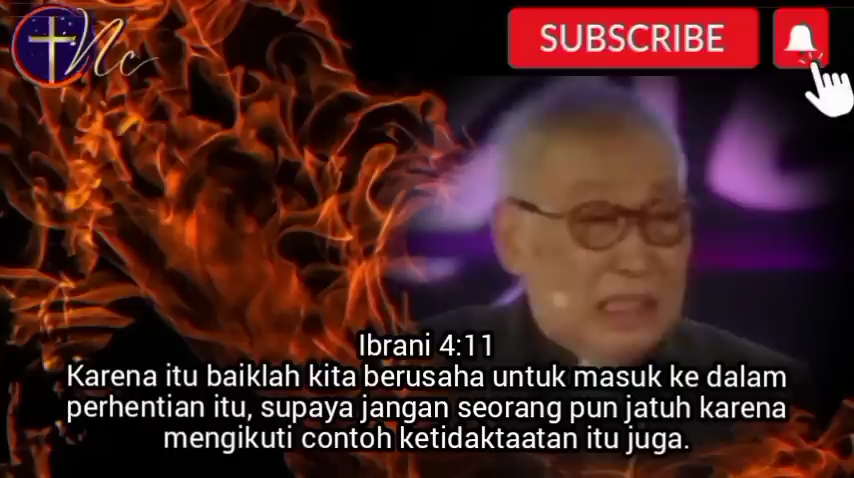 Nc
SUBSCRIBE
Ibrani 4:11
Karena itu baiklah kita berusaha untuk masuk ke dalam
perhentian itu, supaya jangan seorang pun jatuh karena
mengikuti contoh ketidaktaatan itu juga.